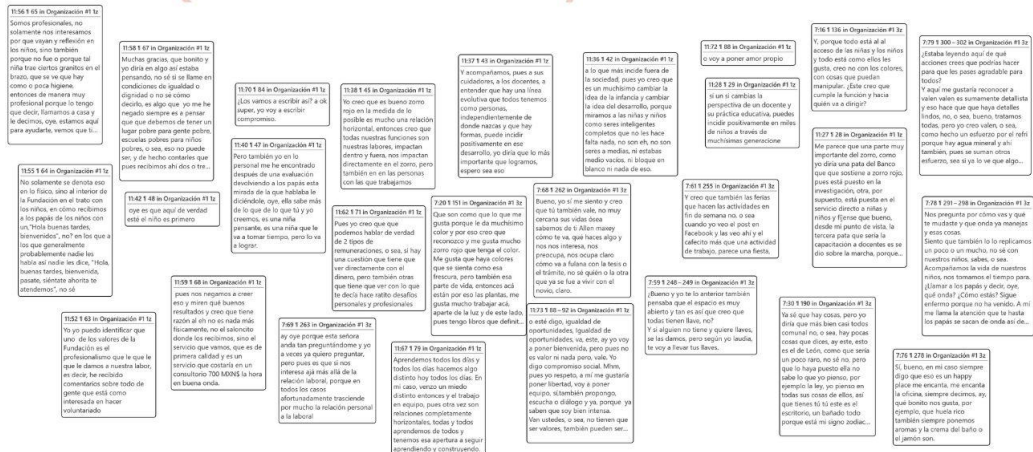 11:56 ¶ 65 in Organización #1 1z
Somos profesionales, no
solamente nos interesamos
por que vayan y reflexión en
los niños, sino también
porque no fue o porque tal
niña trae ciertos granitos en el
brazo, que se ve que hay
como o poca higiene,
entonces de manera muy
profesional porque lo tengo
que decir, llamamos a casa y
le decimos, oye, estamos aquí
para ayudarte, vemos que ti...
11:58 ¶ 67 in Organización #1 1z
Muchas gracias, que bonito y
yo diría en algo así estaba
pensando, no sé si se llame en
condiciones de igualdad o
dignidad o no sé cómo
decirlo, es algo que yo me he
negado siempre es a pensar
que que debemos de tener un
lugar pobre para gente pobre,
escuelas pobres para niños
pobres, o sea, eso no puede
ser, y de hecho contarles que
pues recibimos ahí dos o tre...
11:70 ¶ 84 in Organización #1 1z
¿Los vamos a escribir así? a ok
super, yo voy a escribir
compromiso.
11:38 ¶ 45 in Organización #1 1z
Yo creo que es bueno zorro
rojo en la medida de lo
posible es mucho una relación
horizontal, entonces creo que
todas nuestras funciones son
nuestras labores, impactan
dentro y fuera, nos impactan
directamente en el zorro, pero
también en en las personas
con las que trabajamos
11:37 ¶ 43 in Organización #1 1z
Y acompañamos, pues a sus
cuidadores, a los docentes, a
entender que hay una línea
evolutiva que todos tenemos
como personas,
independientemente de
donde nazcas y que hay
formas, puede incidir
positivamente en ese
desarrollo, yo diría que lo más
importante que logramos,
espero sea eso
11:36 ¶ 42 in Organización #1 1z
a lo que más incide fuera de
la sociedad, pues yo creo que
es un muchísimo cambiar la
idea de infancia y cambiar
la idea del desarrollo, porque
miramos a las niñas y niños
como seres inteligentes
completos que no les hace
falta nada, no son eh, no son
seres a medias, ni estabas
medio vacíos, ni bloque en
blanco ni nada de eso.
11:72 ¶ 88 in Organización #1 1z
o voy a poner amor propio
11:28 ¶ 29 in Organización #1 1z
si un si cambias la
perspectiva de un docente y
su práctica educativa, puedes
incidir positivamente en miles
de niños a través de
muchísimas generacione
7:16 ¶ 136 in Organización #1 3z
Y, porque todo está al al
acceso de las niñas y los niños
y todo está como ellos les
gusta, creo no con los colores,
con cosas que puedan
manipular. ¿Este creo que
cumpla la función y hacia
quién va a dirigir?
7:79 ¶ 300 – 302 in Organización #1 3z
¿Estaba leyendo aquí de qué
acciones crees que podrías hacer
para que les pases agradable para
todos?
Y aquí me gustaría reconocer a
valen valen es sumamente detallista
y eso hace que que haya detalles
lindos, no, o sea, bueno, tratamos
todas, pero yo creo valen, o sea,
como hecho un esfuerzo por el refri
porque hay agua mineral y ahí
también, pues se suman otros
esfuerzo, sea sí ya lo ve que algo...
11:55 ¶ 64 in Organización #1 1z
No solamente se denota eso
en lo físico, sino al interior de
la Fundación en el trato con
los niños, en cómo recibimos
a los papás de los niños con
un,"Hola buenas tardes,
bienvenido", no? en los que a
los que generalmente
probablemente nadie les
habla así nadie les dice, "Hola,
buenas tardes, bienvenida,
pasate, siéntate ahorita te
atendemos", no sé
11:42 ¶ 48 in Organización #1 1z
oye es que aquí de verdad
esté el niño es primero
11:40 ¶ 47 in Organización #1 1z
Pero también yo en lo
personal me he encontrado
después de una evaluación
devolviendo a los papás esta
mirada de la que hablaba le
diciéndole, oye, ella sabe más
de lo que de lo que tú y yo
creemos, es una niña
pensante, es una niña que le
va a tomar tiempo, pero lo va
a lograr.
11:62 ¶ 71 in Organización #1 1z
Pues yo creo que que
podemos hablar de verdad
de 2 tipos de
remuneraciones, o sea, si hay
una cuestión que tiene que
ver directamente con el
dinero, pero también otras
que tiene que ver con lo que
te decía hace ratito desafíos
personales y profesionales
7:20 ¶ 151 in Organización #1 3z
Que son como lo que me
gusta porque le da muchísimo
color y por eso creo que
reconozco y me gusta mucho
zorro rojo que tenga el color.
Me gusta que haya colores
que se sienta como esa
frescura, pero también esa
parte de vida, entonces acá
están por eso las plantas, me
gusta mucho trabajar acá,
aparte de la luz y de este lado,
pues tengo libros que definit...
7:68 ¶ 262 in Organización #1 3z
Bueno, yo sí me siento y creo
que tú también vale, no muy
cercana sus vidas ósea
sabemos de ti Allen maxey
cómo te va, qué haces algo y
nos nos interesa, nos
preocupa, nos ocupa claro
cómo va a fulana con la tesis o
el trámite, no sé quién o la otra
que ya se fue a vivir con el
novio, claro.
7:61 ¶ 255 in Organización #1 3z
Y creo que también las ferias
que hacen las actividades en
fin de semana no, o sea
cuando yo veo el post en
Facebook y las veo ahí y el
cafecito más que una actividad
de trabajo, parece una fiesta.
11:27 ¶ 28 in Organización #1 1z
Me parece que una parte muy
importante del zorro, como
yo diría una pata del Banco
que que sostiene a zorro rojo,
pues está puesto en la
investigación, otra, por
supuesto, está puesta en el
servicio directo a niñas y
niños y fíjense que bueno,
desde mi punto de vista, la
tercera pata que sería la
capacitación a docentes es se
dio sobre la marcha, porque...
7:78 ¶ 291 – 298 in Organización #1 3z
Nos pregunta por cómo vas y qué
te mudaste y que onda ya manejas
y esas cosas.
Siento que también lo lo replicamos
un poco o un mucho, no sé con
nuestros niños, sabes, o sea.
Acompañamos la vida de nuestros
niños, nos tomamos el tiempo para.
¿Llamar a los papás y decir, oye,
qué onda? ¿Cómo estás? Sigue
enfermo porque no ha venido. A mí
me llama la atención que te hasta
los papás se sacan de onda así de...
11:52 ¶ 63 in Organización #1 1z
Yo yo puedo identificar que
uno de los valores de la
Fundación es el
profesionalismo que le que le
que le damos a nuestra labor,
es decir, he recibido
comentarios sobre todo de
gente que está como
interesada en hacer
voluntariado
11:59 ¶ 68 in Organización #1 1z
pues nos negamos a creer
eso y miren qué buenos
resultados y creo que tiene
razón al eh no es nada más
físicamente, no el saloncito
donde los recibimos, sino el
servicio que vamos, que es de
primera calidad y es un
servicio que costaría en un
consultorio 700 MXN$ la hora
en buena onda.
7:69 ¶ 263 in Organización #1 3z
ay oye porque esta señora
anda tan preguntándome y yo
a veces ya quiero preguntar,
pero pues es que si nos
interesa ajá más allá de la
relación laboral, porque en
todos los casos
afortunadamente trasciende
por mucho la relación personal
a la laboral
11:67 ¶ 79 in Organización #1 1z
Aprendemos todos los días y
todos los días hacemos algo
distinto hoy todos los días. En
mi caso, venzo un miedo
distinto entonces y el trabajo
en equipo, pues otra vez son
relaciones completamente
horizontales, todas y todos
aprendemos de todos y
tenemos esa apertura a seguir
aprendiendo y construyendo.
11:73 ¶ 88 – 92 in Organización #1 1z
o esté digo, igualdad de
oportunidades, Igualdad de
oportunidades, va, este, ay yo voy
a poner bienvenida, pero pues no
es valor ni nada pero, vale. Yo
digo compromiso social. Mhm,
pues yo respeto, a mí me gustaría
poner libertad, voy a poner
equipo, sí,también propongo,
escucha o diálogo y ya, porque ya
saben que soy bien intensa.
Ven ustedes, o sea, no tienen que
ser valores, también pueden ser...
7:59 ¶ 248 – 249 in Organización #1 3z
¿Bueno y yo te lo anterior también
pensaba que el espacio es muy
abierto y tan es así que creo que
todas tienen llave, no?
Y si alguien no tiene y quiere llaves,
se las damos, pero según yo laudia,
te voy a llevar tus llaves.
7:30 ¶ 190 in Organización #1 3z
Ya sé que hay cosas, pero yo
diría que más bien casi todos
comunal no, o sea, hay pocas
cosas que dices, ay este, esto
es el de León, como que sería
un poco raro, no sé no, pero
que lo haya puesto ella no
sabe lo que yo pienso, por
ejemplo la ley, yo pienso en
todas sus cosas de ellos, así
que tienes tú tú este es el
escritorio, un bañado todo
porque está mi signo zodiac...
7:76 ¶ 278 in Organización #1 3z
Sí, bueno, en mi caso siempre
digo que eso es un happy
place me encanta, me encanta
la oficina, siempre decimos, ay,
qué bonito nos gusta, por
ejemplo, que huela rico
también siempre ponemos
aromas y la crema del baño o
el jamón son.